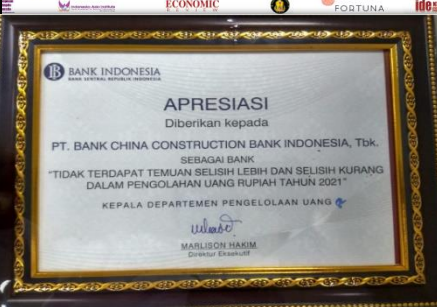 ECONOMIC
REVIEW
FORTUNA
ide
BANK INDONESIA
BANK SENTRAL REPUBLIK INDONESIA
APRESIASI
Diberikan kepada
PT. BANK CHINA CONSTRUCTION BANK INDONESIA, Tbk.
SEBAGAI BANK
"TIDAK TERDAPAT TEMUAN SELISIH LEBIH DAN SELISIH KURANG
DALAM PENGOLAHAN UANG RUPIAH TAHUN 2021"
KEPALA DEPARTEMEN PENGELOLAAN UANG
MARLISON HAKIM
Direktur Eksekutif